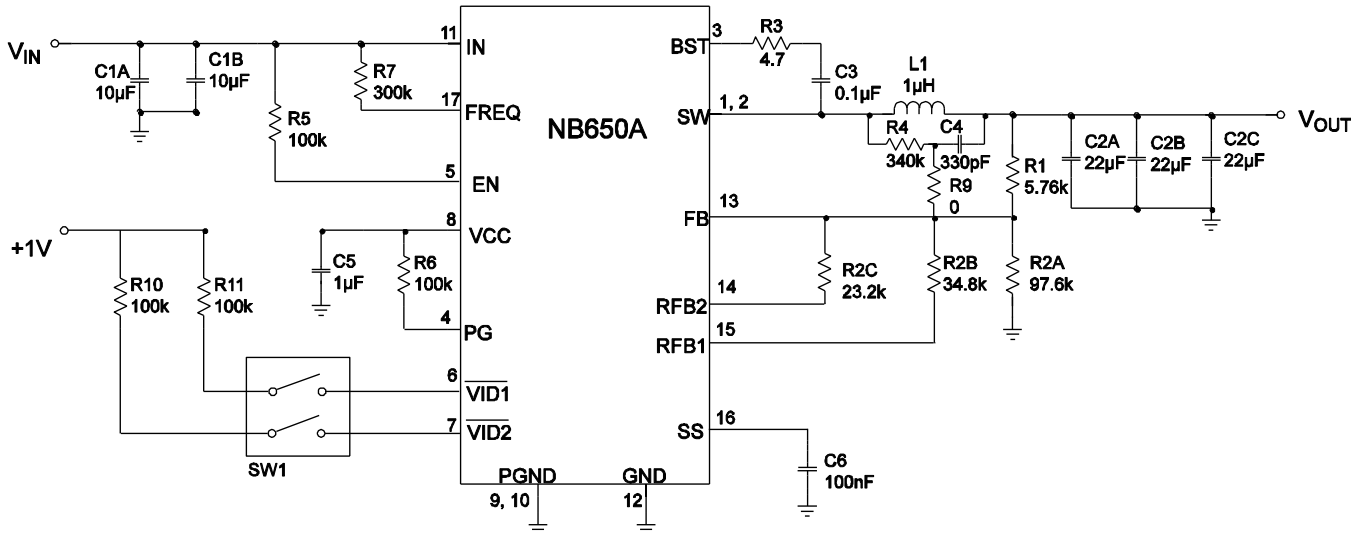 V_IN
C1A
10µF
C1B
10µF
R5
100k
R7
300k
11
IN
17
FREQ
5
EN
8
VCC
4
PG
6
VID1
7
VID2
+1V
R10
100k
R11
100k
C5
1µF
R6
100k
SW1
NB650A
PGND
9, 10
GND
12
3
BST
1, 2
SW
13
FB
14
RFB2
15
RFB1
16
SS
R3
4.7
C3
0.1µF
L1
1µH
R4
340k
C4
330pF
R9
0
R1
5.76k
C2A
22µF
C2B
22µF
C2C
22µF
V_OUT
R2C
23.2k
R2B
34.8k
R2A
97.6k
C6
100nF